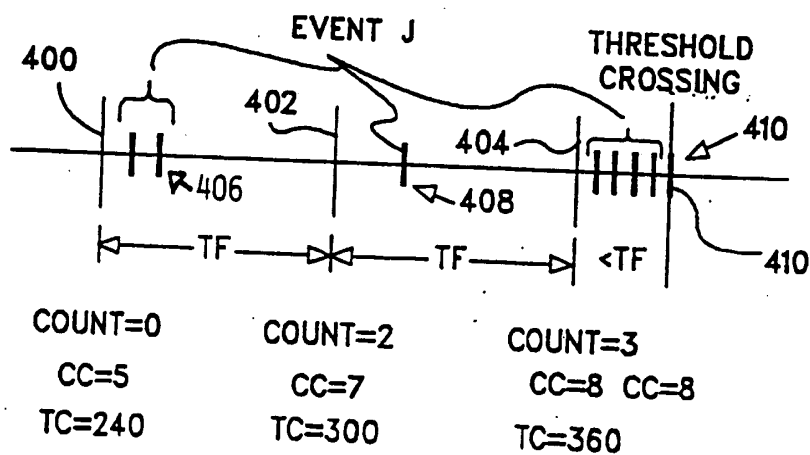 EVENT J
THRESHOLD
CROSSING
400
402
404
410
406
408
410
TF
TF
<TF
COUNT=0
COUNT=2
COUNT=3
CC=5
CC=7
CC=8 CC=8
TC=240
TC=300
TC=360